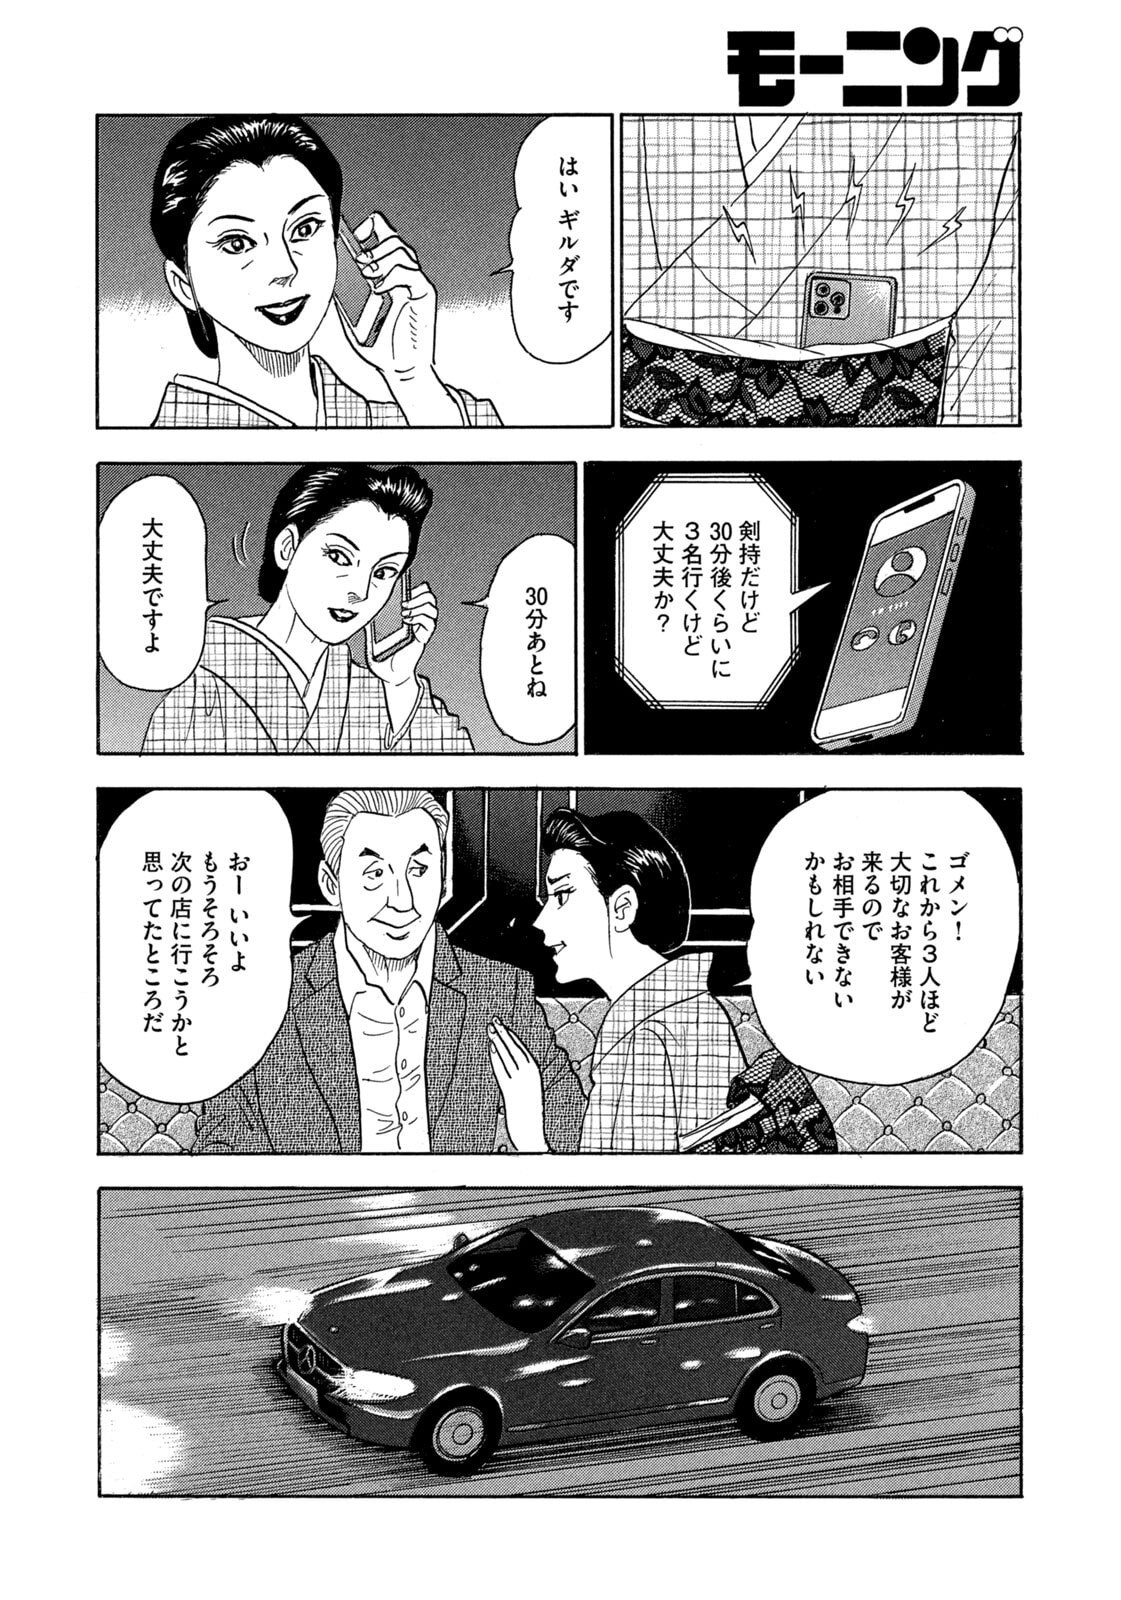 モーニング
はい ギルダです
剣持だけど
30分後くらいに
3名行くけど
大丈夫か?
30分あとね
大丈夫ですよ
ゴメン!
これから3人ほど
大切なお客様が
来るので
お相手できない
かもしれない
おー いいよ
もうそろそろ
次の店に行こうかと
思ってたところだ